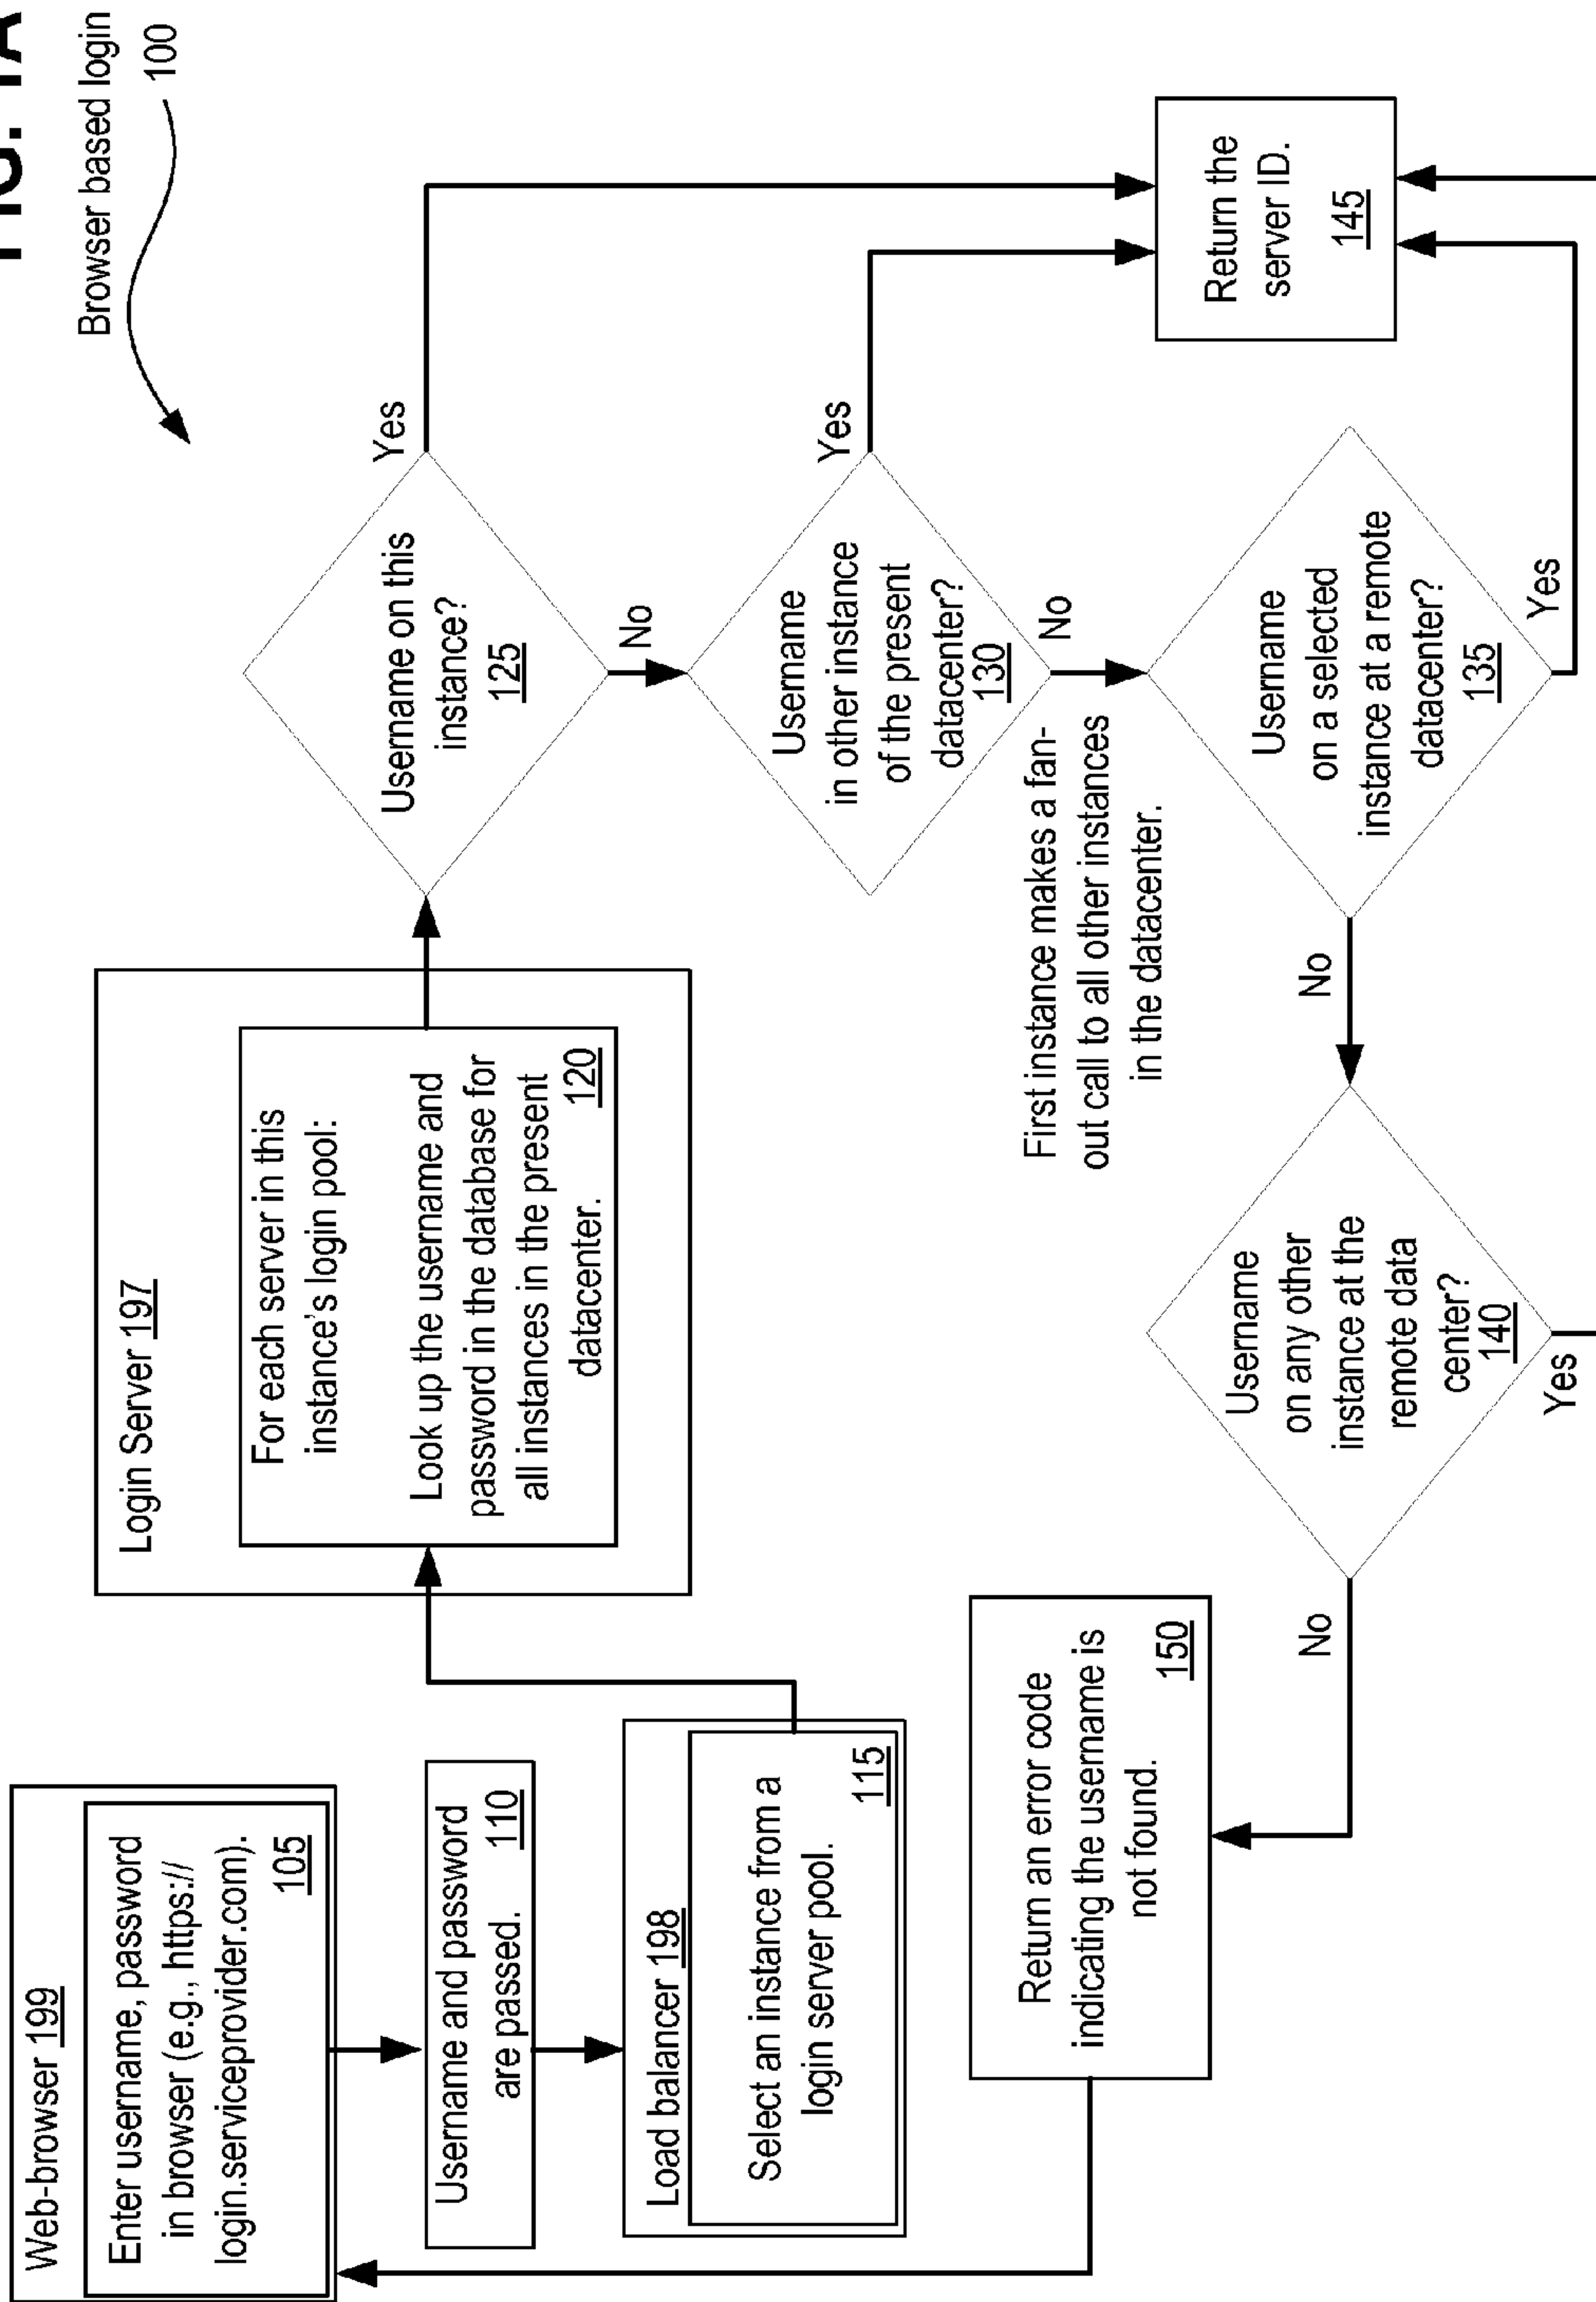 FIG. 1A
Browser based login
100
Web-browser 199
Enter username, password
in browser (e.g., https://
login.serviceprovider.com).
105
Username and password
are passed. 110
Load balancer 198
Select an instance from a
login server pool.
115
Login Server 197
For each server in this
instance's login pool:
Look up the username and
password in the database for
all instances in the present
datacenter. 120
Username on this
instance?
125
Yes
No
Username
in other instance
of the present
datacenter?
130
Yes
No
First instance makes a fan-
out call to all other instances
in the datacenter.
Username
on a selected
instance at a remote
datacenter?
135
Yes
No
Username
on any other
instance at the
remote data
center?
140
Yes
No
Return the
server ID.
145
Return an error code
indicating the username is
not found.
150